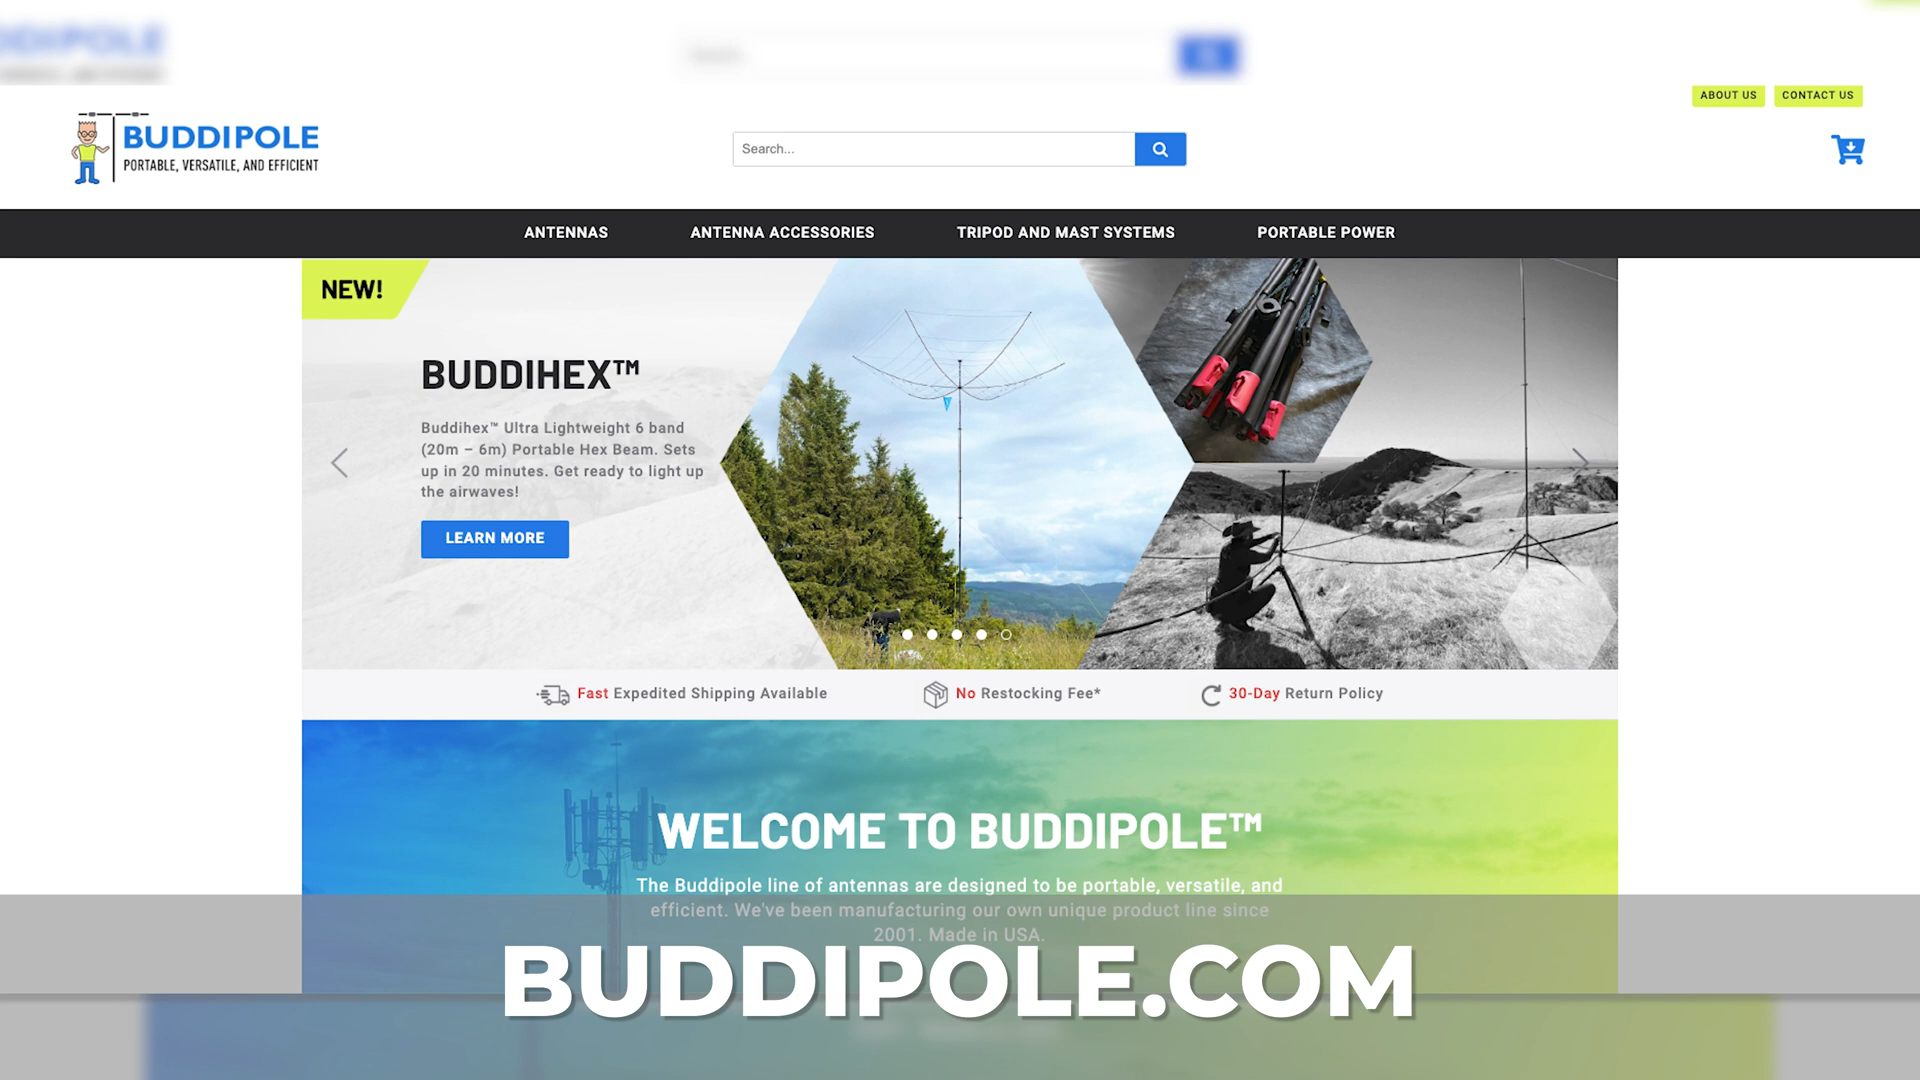 ABOUT US
CONTACT US
BUDDIPOLE
PORTABLE, VERSATILE, AND EFFICIENT
Search...
ANTENNAS
ANTENNA ACCESSORIES
TRIPOD AND MAST SYSTEMS
PORTABLE POWER
NEW!
BUDDIHEX™
Buddihex™ Ultra Lightweight 6 band
(20m – 6m) Portable Hex Beam. Sets
up in 20 minutes. Get ready to light up
the airwaves!
LEARN MORE
Fast Expedited Shipping Available
No Restocking Fee*
30-Day Return Policy
WELCOME TO BUDDIPOLE™
The Buddipole line of antennas are designed to be portable, versatile, and
efficient. We've been manufacturing our own unique product line since
2001. Made in USA.
BUDDIPOLE.COM